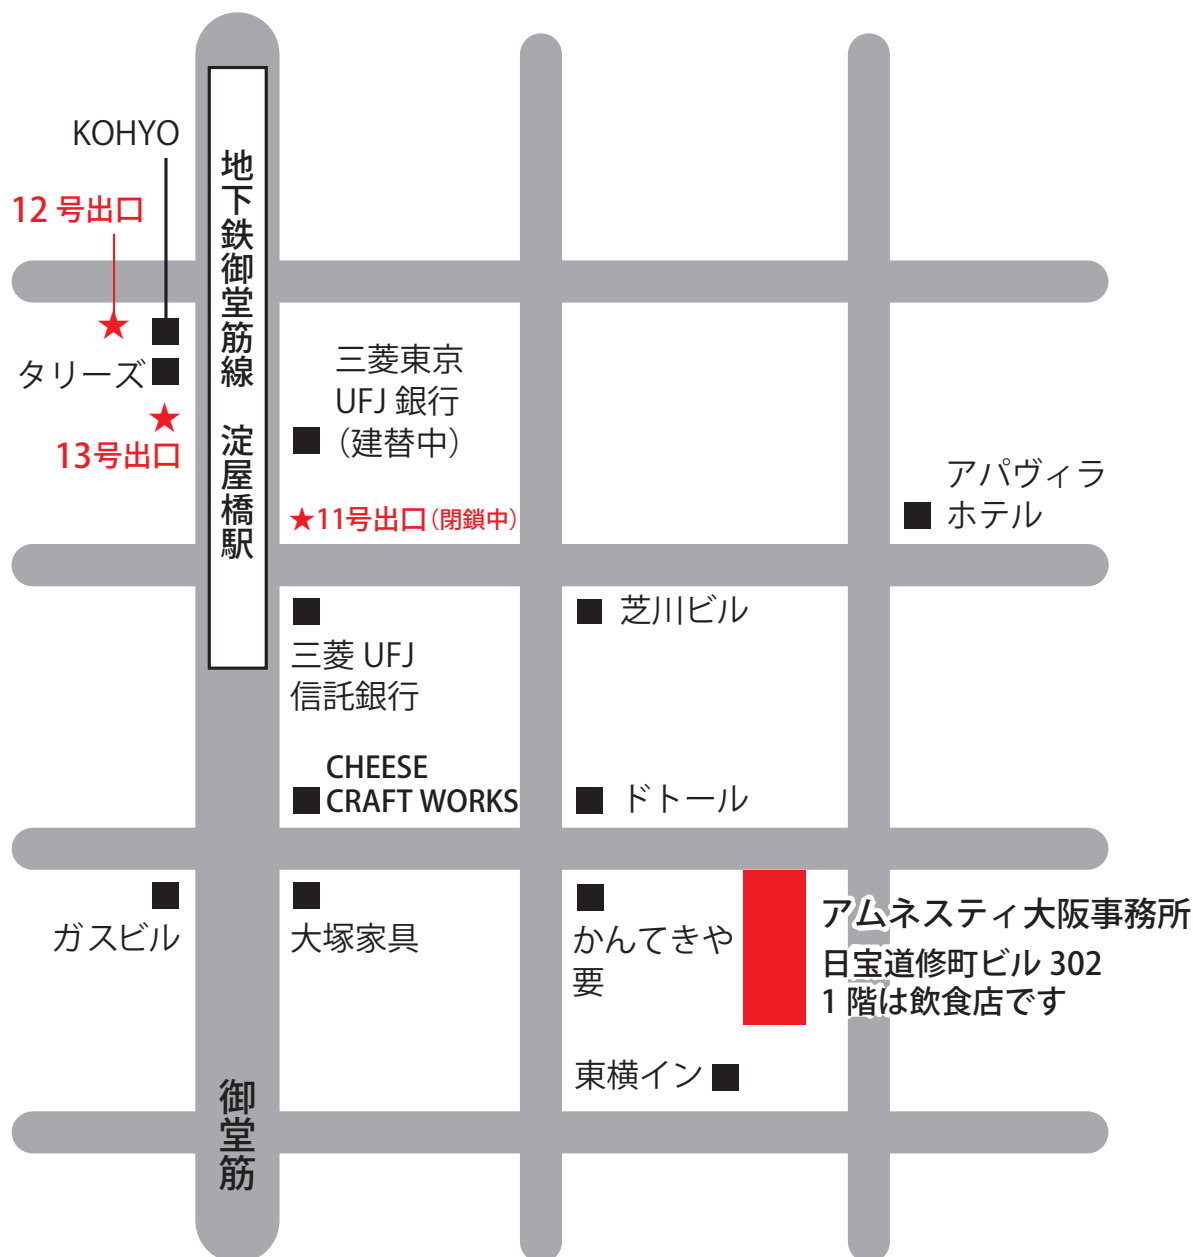 KOHYO
12 号出口
地下鉄御堂筋線 淀屋橋駅
タリーズ
13号出口
三菱東京
UFJ 銀行
（建替中）
★11号出口（閉鎖中）
アパヴィラ
ホテル
三菱 UFJ
信託銀行
芝川ビル
CHEESE
CRAFT WORKS
ドトール
ガスビル
大塚家具
かんてきや
要
アムネスティ大阪事務所
日宝道修町ビル 302
1 階は飲食店です
東横イン
御堂筋